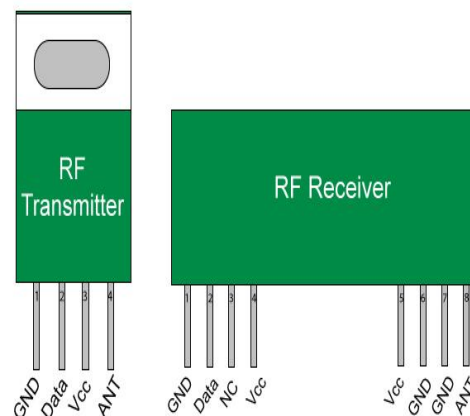 RF
Transmitter
RF Receiver
1 2 3 4
1 2 3 4 5 6 7 8
GND Data Vcc ANT
GND Data NC Vcc Vcc GND GND ANT